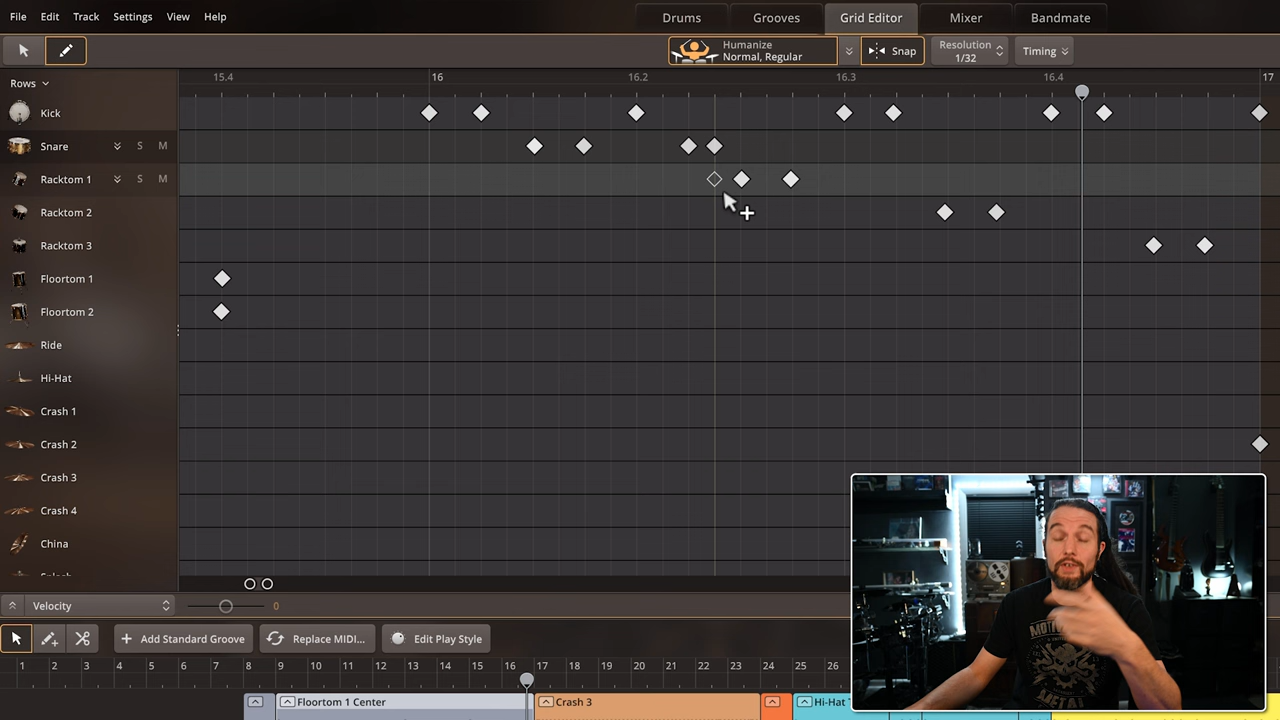 File Edit Track Settings View Help
Drums Grooves Grid Editor Mixer Bandmate
Humanize
Normal, Regular
Snap
Resolution
1/32
Timing
Rows
15.4 16 16.2 16.3 16.4 17
Kick
Snare S M
Racktom 1 S M
Racktom 2
Racktom 3
Floortom 1
Floortom 2
Ride
Hi-Hat
Crash 1
Crash 2
Crash 3
Crash 4
China
Splash
Velocity 0
Add Standard Groove Replace MIDI... Edit Play Style
1 2 3 4 5 6 7 8 9 10 11 12 13 14 15 16 17 18 19 20 21 22 23 24 25 26
Floortom 1 Center Crash 3 Hi-Hat